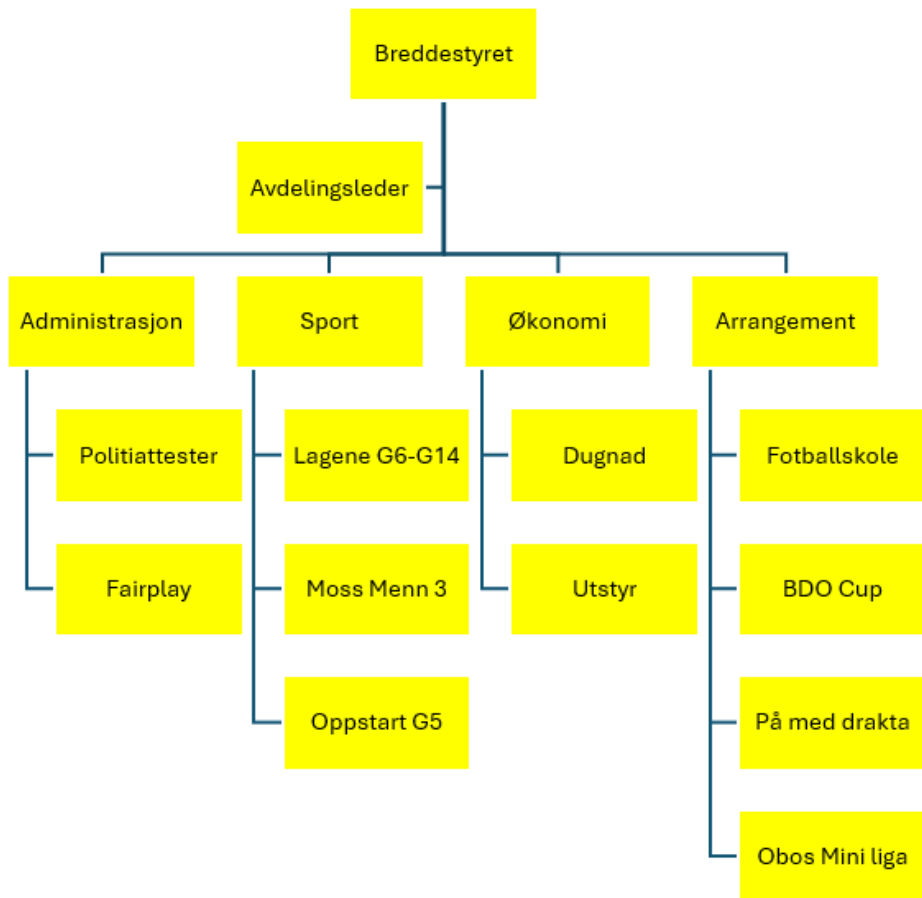 Breddestyret
Avdelingsleder
Administrasjon
Sport
Økonomi
Arrangement
Politiattester
Lagene G6-G14
Dugnad
Fotballskole
Fairplay
Moss Menn 3
Utstyr
BDO Cup
Oppstart G5
På med drakta
Obos Mini liga